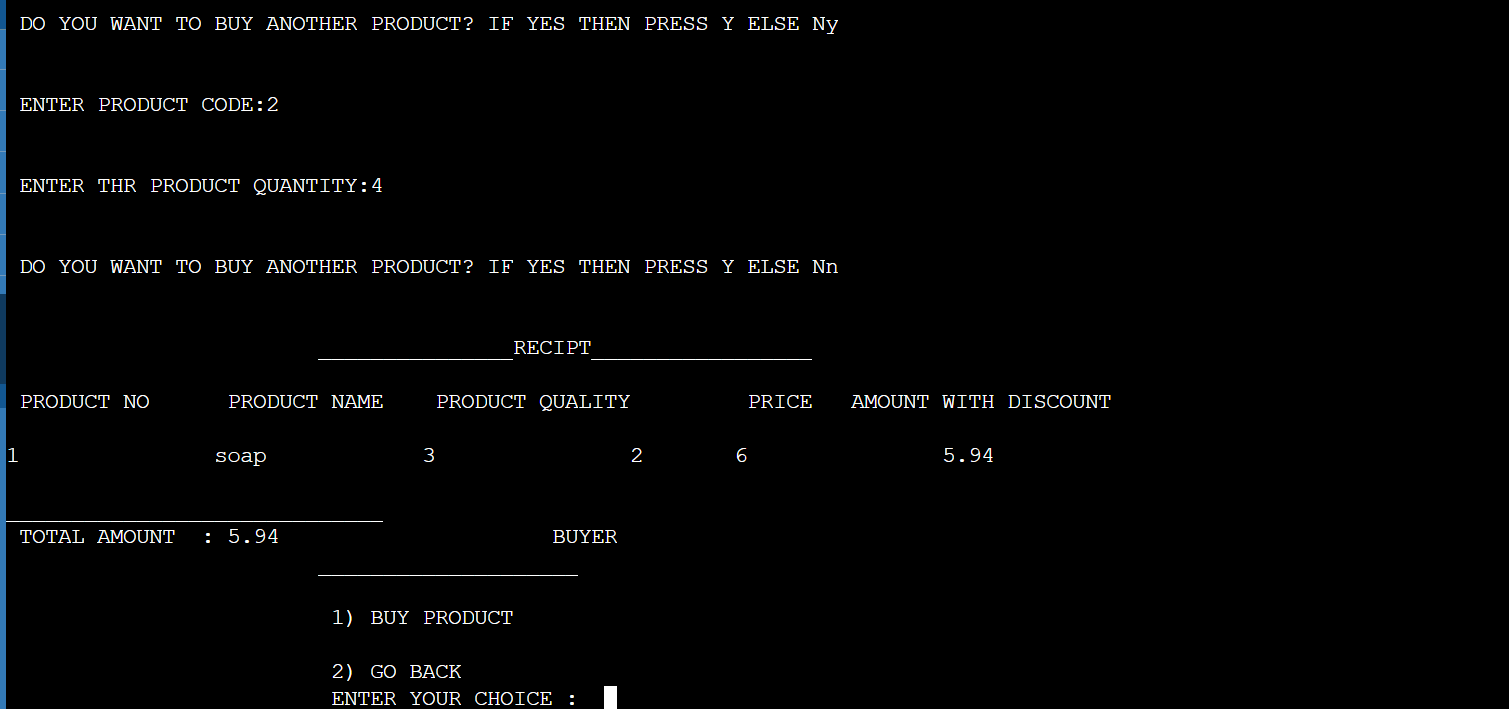 DO YOU WANT TO BUY ANOTHER PRODUCT? IF YES THEN PRESS Y ELSE Ny
ENTER PRODUCT CODE:2
ENTER THR PRODUCT QUANTITY:4
DO YOU WANT TO BUY ANOTHER PRODUCT? IF YES THEN PRESS Y ELSE Nn
_______________RECIPT_________________
PRODUCT NO PRODUCT NAME PRODUCT QUALITY PRICE AMOUNT WITH DISCOUNT
1 soap 3 2 6 5.94
_____________________________
TOTAL AMOUNT : 5.94 BUYER
____________________
1) BUY PRODUCT
2) GO BACK
ENTER YOUR CHOICE :